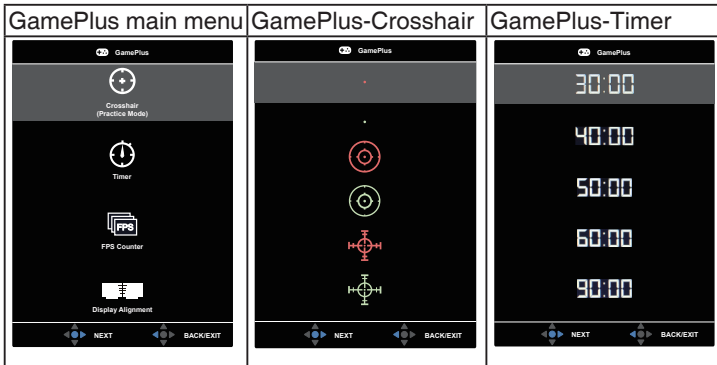 GamePlus main menu
GamePlus
Crosshair
(Practice Mode)
Timer
FPS
FPS Counter
Display Alignment
NEXT BACK/EXIT
GamePlus-Crosshair
GamePlus
NEXT BACK/EXIT
GamePlus-Timer
GamePlus
30:00
40:00
50:00
60:00
90:00
NEXT BACK/EXIT